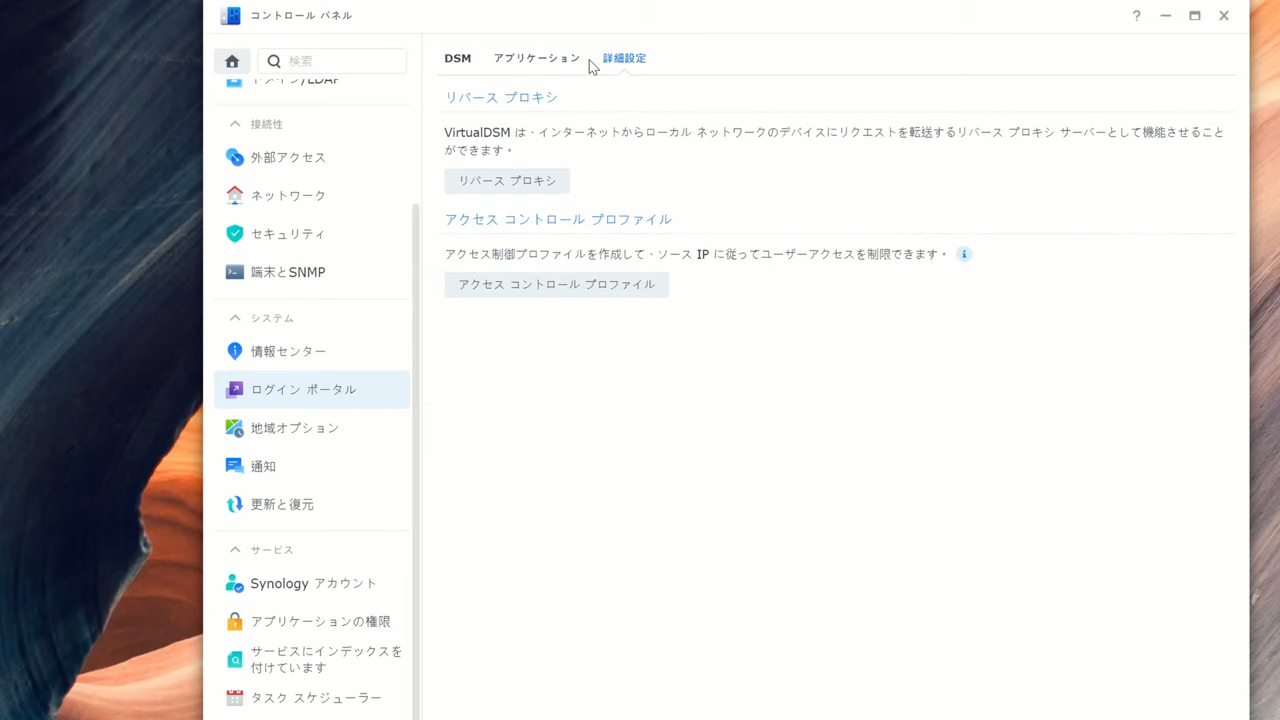 コントロール パネル
検索
ドメイン/LDAP
接続性
外部アクセス
ネットワーク
セキュリティ
端末とSNMP
システム
情報センター
ログイン ポータル
地域オプション
通知
更新と復元
サービス
Synology アカウント
アプリケーションの権限
サービスにインデックスを
付けています
タスク スケジューラー
DSM アプリケーション 詳細設定
リバース プロキシ
VirtualDSM は、インターネットからローカル ネットワークのデバイスにリクエストを転送するリバース プロキシ サーバーとして機能させること
ができます。
リバース プロキシ
アクセス コントロール プロファイル
アクセス制御プロファイルを作成して、ソース IP に従ってユーザーアクセスを制限できます。
アクセス コントロール プロファイル